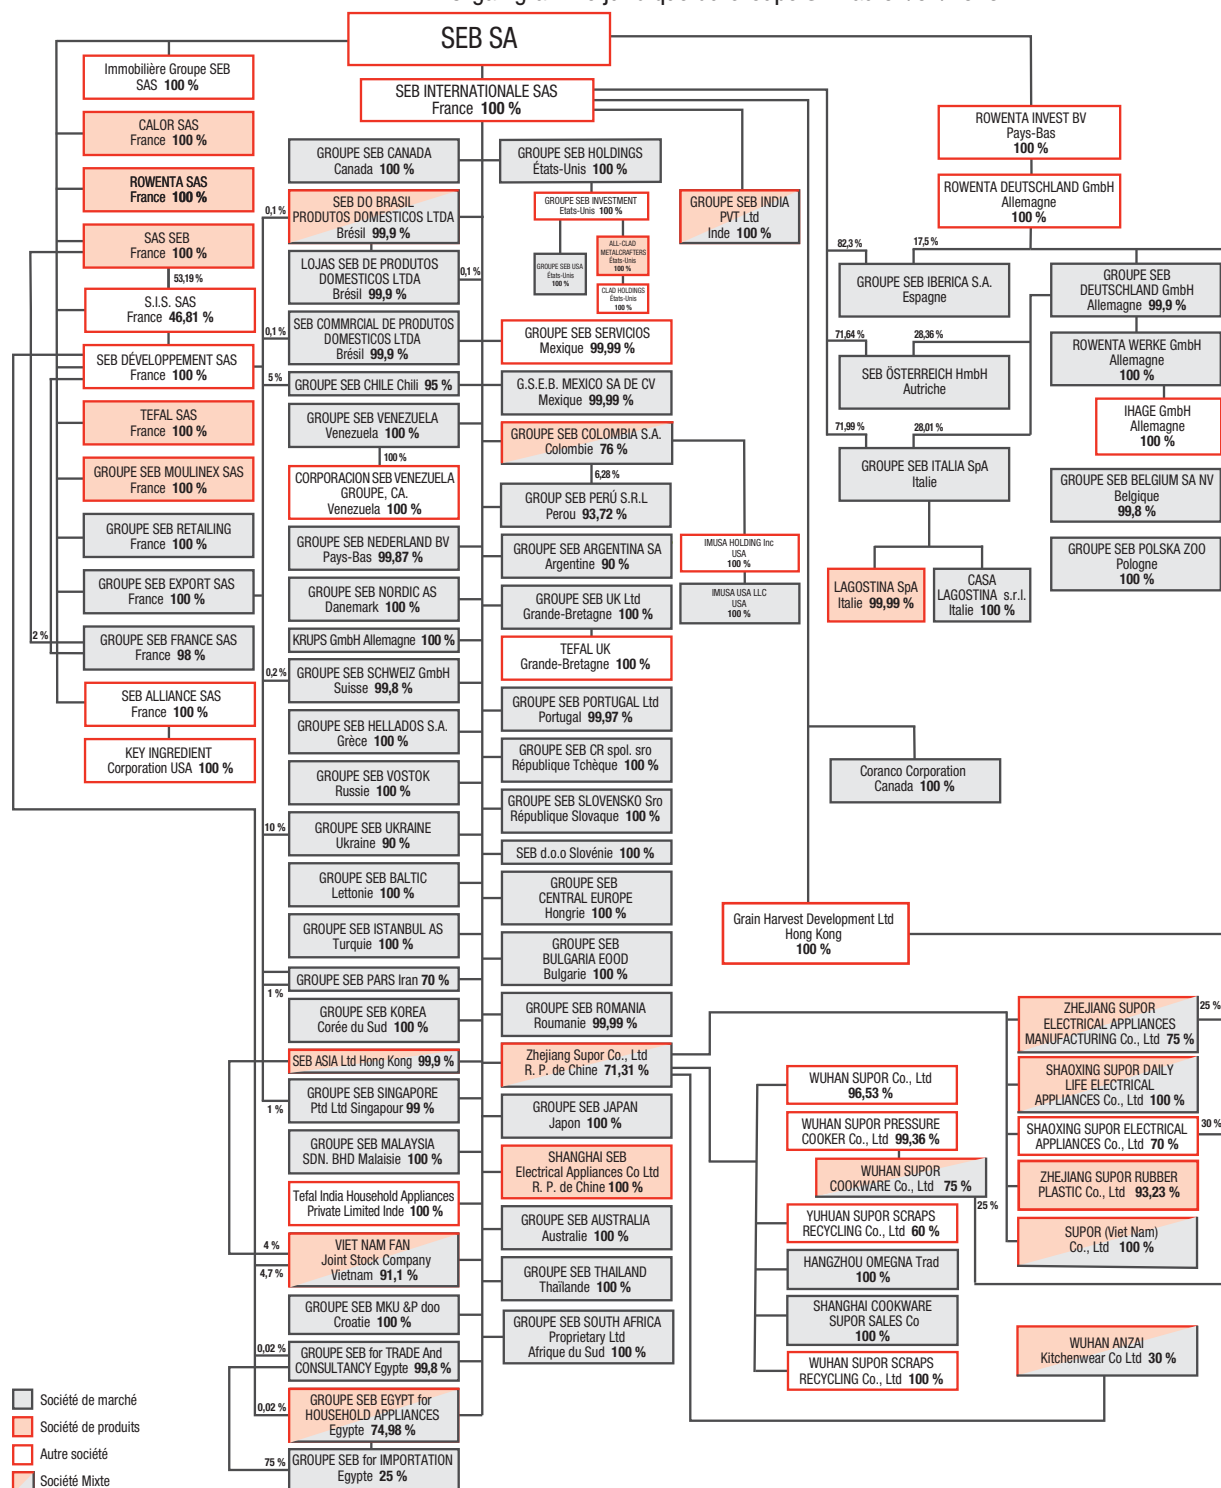 SEB SA
Immobilière Groupe SEB
SAS 100 %
CALOR SAS
France 100 %
ROWENTA SAS
France 100 %
SAS SEB
France 100 %
53,19 %
S.I.S. SAS
France 46,81 %
SEB DÉVELOPPEMENT SAS
France 100 %
TEFAL SAS
France 100 %
GROUPE SEB MOULINEX SAS
France 100 %
GROUPE SEB RETAILING
France 100 %
GROUPE SEB EXPORT SAS
France 100 %
2 %
GROUPE SEB FRANCE SAS
France 98 %
SEB ALLIANCE SAS
France 100 %
KEY INGREDIENT
Corporation USA 100 %
SEB INTERNATIONALE SAS
France 100 %
GROUPE SEB CANADA
Canada 100 %
0,1 %
SEB DO BRASIL
PRODUTOS DOMESTICOS LTDA
Brésil 99,9 %
LOJAS SEB DE PRODUTOS
DOMESTICOS LTDA
Brésil 99,9 %
0,1 %
0,1 %
SEB COMMRCIAL DE PRODUTOS
DOMESTICOS LTDA
Brésil 99,9 %
5 %
GROUPE SEB CHILE Chili 95 %
GROUPE SEB VENEZUELA
Venezuela 100 %
100 %
CORPORACION SEB VENEZUELA
GROUPE, CA.
Venezuela 100 %
GROUPE SEB NEDERLAND BV
Pays-Bas 99,87 %
GROUPE SEB NORDIC AS
Danemark 100 %
KRUPS GmbH Allemagne 100 %
0,2 %
GROUPE SEB SCHWEIZ GmbH
Suisse 99,8 %
GROUPE SEB HELLADOS S.A.
Grèce 100 %
GROUPE SEB VOSTOK
Russie 100 %
10 %
GROUPE SEB UKRAINE
Ukraine 90 %
GROUPE SEB BALTIC
Lettonie 100 %
GROUPE SEB ISTANBUL AS
Turquie 100 %
GROUPE SEB PARS Iran 70 %
1 %
GROUPE SEB KOREA
Corée du Sud 100 %
SEB ASIA Ltd Hong Kong 99,9 %
GROUPE SEB SINGAPORE
Ptd Ltd Singapour 99 %
1 %
GROUPE SEB MALAYSIA
SDN. BHD Malaisie 100 %
Tefal India Household Appliances
Private Limited Inde 100 %
4 %
4,7 %
VIET NAM FAN
Joint Stock Company
Vietnam 91,1 %
GROUPE SEB MKU &P doo
Croatie 100 %
0,02 %
GROUPE SEB for TRADE And
CONSULTANCY Egypte 99,8 %
0,02 %
GROUPE SEB EGYPT for
HOUSEHOLD APPLIANCES
Egypte 74,98 %
75 %
GROUPE SEB for IMPORTATION
Egypte 25 %
GROUPE SEB HOLDINGS
États-Unis 100 %
GROUPE SEB INVESTMENT
Etats-Unis 100 %
GROUPE SEB USA
États-Unis
100 %
ALL-CLAD
METALCRAFTERS
États-Unis
100 %
CLAD HOLDINGS
États-Unis
100 %
GROUPE SEB SERVICIOS
Mexique 99,99 %
G.S.E.B. MEXICO SA DE CV
Mexique 99,99 %
GROUPE SEB COLOMBIA S.A.
Colombie 76 %
6,28 %
GROUP SEB PERÚ S.R.L
Perou 93,72 %
GROUPE SEB ARGENTINA SA
Argentine 90 %
GROUPE SEB UK Ltd
Grande-Bretagne 100 %
TEFAL UK
Grande-Bretagne 100 %
GROUPE SEB PORTUGAL Ltd
Portugal 99,97 %
GROUPE SEB CR spol. sro
République Tchèque 100 %
GROUPE SEB SLOVENSKO Sro
République Slovaque 100 %
SEB d.o.o Slovénie 100 %
GROUPE SEB
CENTRAL EUROPE
Hongrie 100 %
GROUPE SEB
BULGARIA EOOD
Bulgarie 100 %
GROUPE SEB ROMANIA
Roumanie 99,99 %
Zhejiang Supor Co., Ltd
R. P. de Chine 71,31 %
GROUPE SEB JAPAN
Japon 100 %
SHANGHAI SEB
Electrical Appliances Co Ltd
R. P. de Chine 100 %
GROUPE SEB AUSTRALIA
Australie 100 %
GROUPE SEB THAILAND
Thaïlande 100 %
GROUPE SEB SOUTH AFRICA
Proprietary Ltd
Afrique du Sud 100 %
GROUPE SEB INDIA
PVT Ltd
Inde 100 %
IMUSA HOLDING Inc
USA
100 %
IMUSA USA LLC
USA
100 %
ROWENTA INVEST BV
Pays-Bas
100 %
ROWENTA DEUTSCHLAND GmbH
Allemagne
100 %
82,3 %
17,5 %
GROUPE SEB IBERICA S.A.
Espagne
71,64 %
28,36 %
SEB ÖSTERREICH HmbH
Autriche
71,99 %
28,01 %
GROUPE SEB ITALIA SpA
Italie
LAGOSTINA SpA
Italie 99,99 %
CASA
LAGOSTINA s.r.l.
Italie 100 %
GROUPE SEB
DEUTSCHLAND GmbH
Allemagne 99,9 %
ROWENTA WERKE GmbH
Allemagne
100 %
IHAGE GmbH
Allemagne
100 %
GROUPE SEB BELGIUM SA NV
Belgique
99,8 %
GROUPE SEB POLSKA ZOO
Pologne
100 %
Coranco Corporation
Canada 100 %
Grain Harvest Development Ltd
Hong Kong
100 %
WUHAN SUPOR Co., Ltd
96,53 %
WUHAN SUPOR PRESSURE
COOKER Co., Ltd 99,36 %
WUHAN SUPOR
COOKWARE Co., Ltd 75 %
25 %
YUHUAN SUPOR SCRAPS
RECYCLING Co., Ltd 60 %
HANGZHOU OMEGNA Trad
100 %
SHANGHAI COOKWARE
SUPOR SALES Co
100 %
WUHAN SUPOR SCRAPS
RECYCLING Co., Ltd 100 %
ZHEJIANG SUPOR
ELECTRICAL APPLIANCES
MANUFACTURING Co., Ltd 75 %
25 %
SHAOXING SUPOR DAILY
LIFE ELECTRICAL
APPLIANCES Co., Ltd 100 %
SHAOXING SUPOR ELECTRICAL
APPLIANCES Co., Ltd 70 %
30 %
ZHEJIANG SUPOR RUBBER
PLASTIC Co., Ltd 93,23 %
SUPOR (Viet Nam)
Co., Ltd 100 %
WUHAN ANZAI
Kitchenwear Co Ltd 30 %
Société de marché
Société de produits
Autre société
Société Mixte